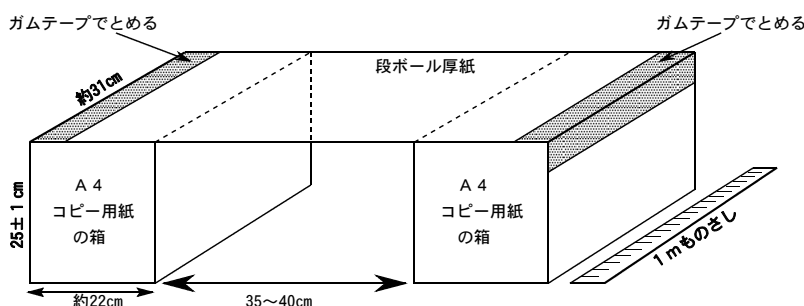 ガムテープでとめる
ガムテープでとめる
段ボール厚紙
約31cm
25±1cm
A4
コピー用紙
の箱
A4
コピー用紙
の箱
1mものさし
約22cm
35〜40cm